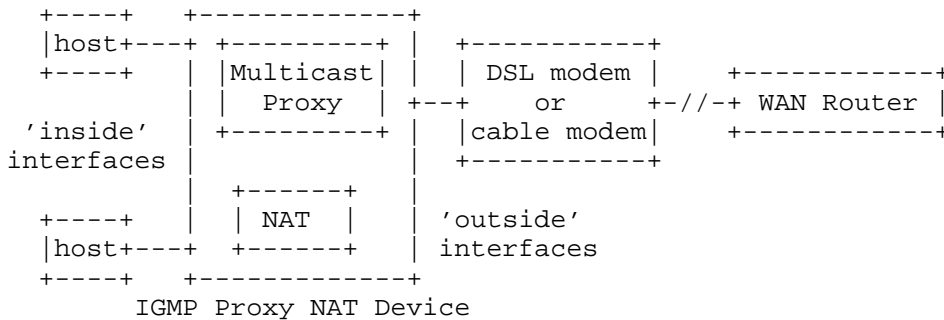 host
Multicast
DSL modem
Proxy
or
WAN Router
'inside'
cable modem
interfaces
NAT
'outside'
host
interfaces
IGMP Proxy NAT Device